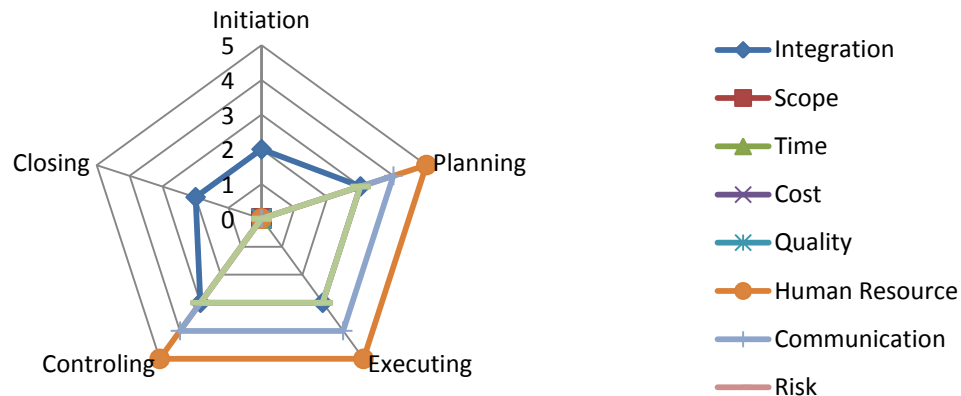 Initiation
5
4
3
2
1
0
Planning
Executing
Controling
Closing
Integration
Scope
Time
Cost
Quality
Human Resource
Communication
Risk